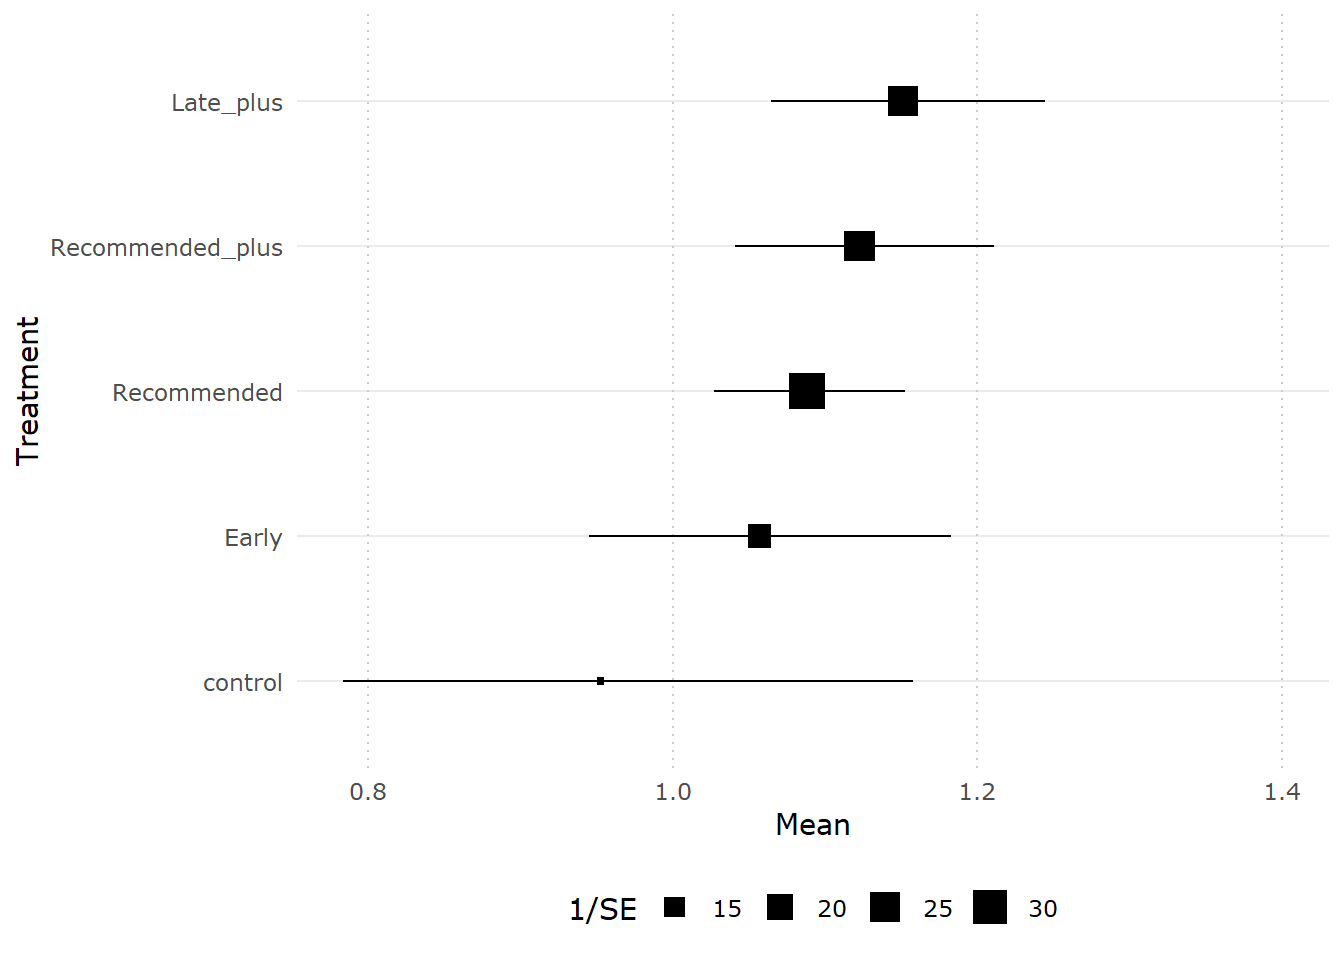 Late_plus
Recommended_plus
Recommended
Early
control
Treatment
0.8 1.0 1.2 1.4
Mean
1/SE 15 20 25 30